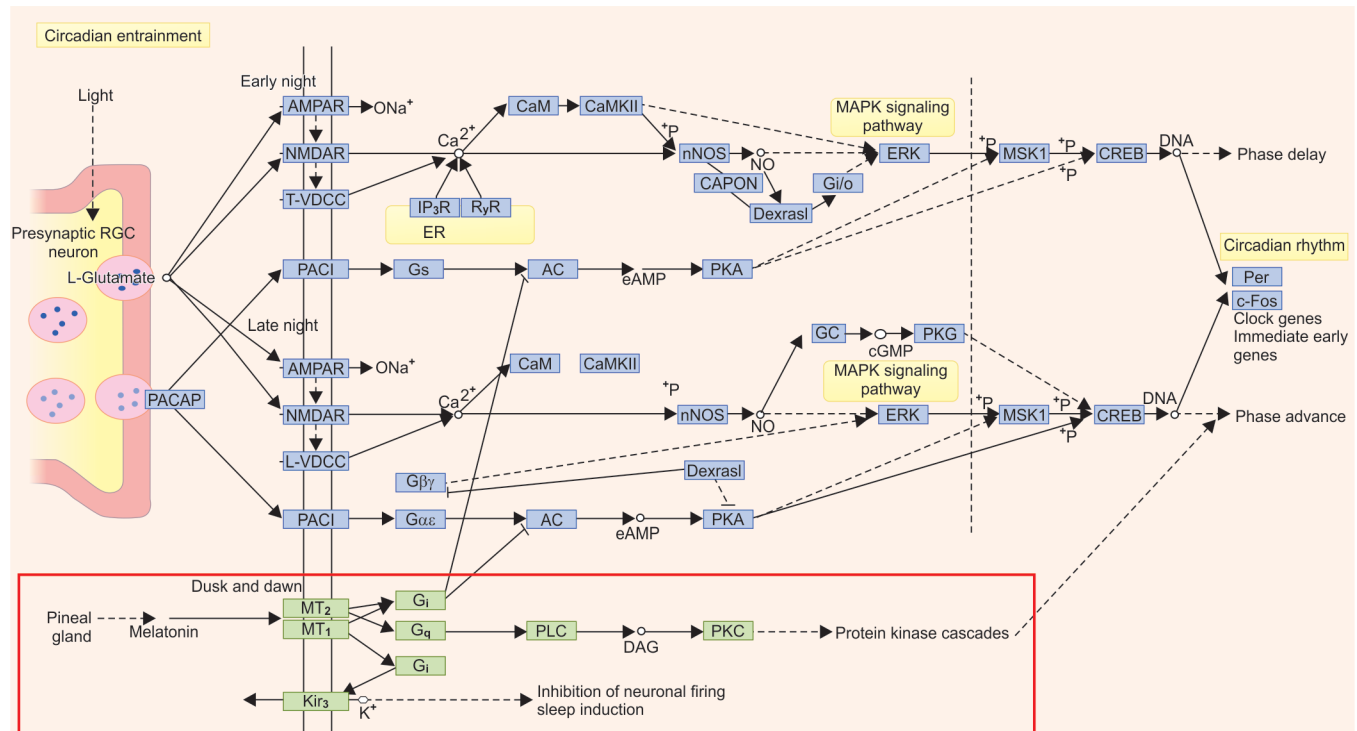 Circadian entrainment
Light
Presynaptic RGC
neuron
L-Glutamate
PACAP
Early night
AMPAR
ONa+
NMDAR
T-VDCC
Ca2+
CaM
CaMKII
+P
nNOS
NO
CAPON
Dexrasl
Gi/o
MAPK signaling
pathway
ERK
+P
MSK1
+P
+P
CREB
DNA
Phase delay
IP3R
RyR
ER
PACI
Gs
AC
eAMP
PKA
Circadian rhythm
Per
c-Fos
Clock genes
Immediate early
genes
Late night
AMPAR
ONa+
NMDAR
L-VDCC
Ca2+
CaM
CaMKII
+P
nNOS
NO
GC
cGMP
PKG
MAPK signaling
pathway
ERK
+P
MSK1
+P
+P
CREB
DNA
Phase advance
Gβγ
Dexrasl
PACI
Gαε
AC
eAMP
PKA
Dusk and dawn
Pineal
gland
Melatonin
MT2
MT1
Gi
Gq
PLC
DAG
PKC
Protein kinase cascades
Gi
Kir3
K+
Inhibition of neuronal firing
sleep induction